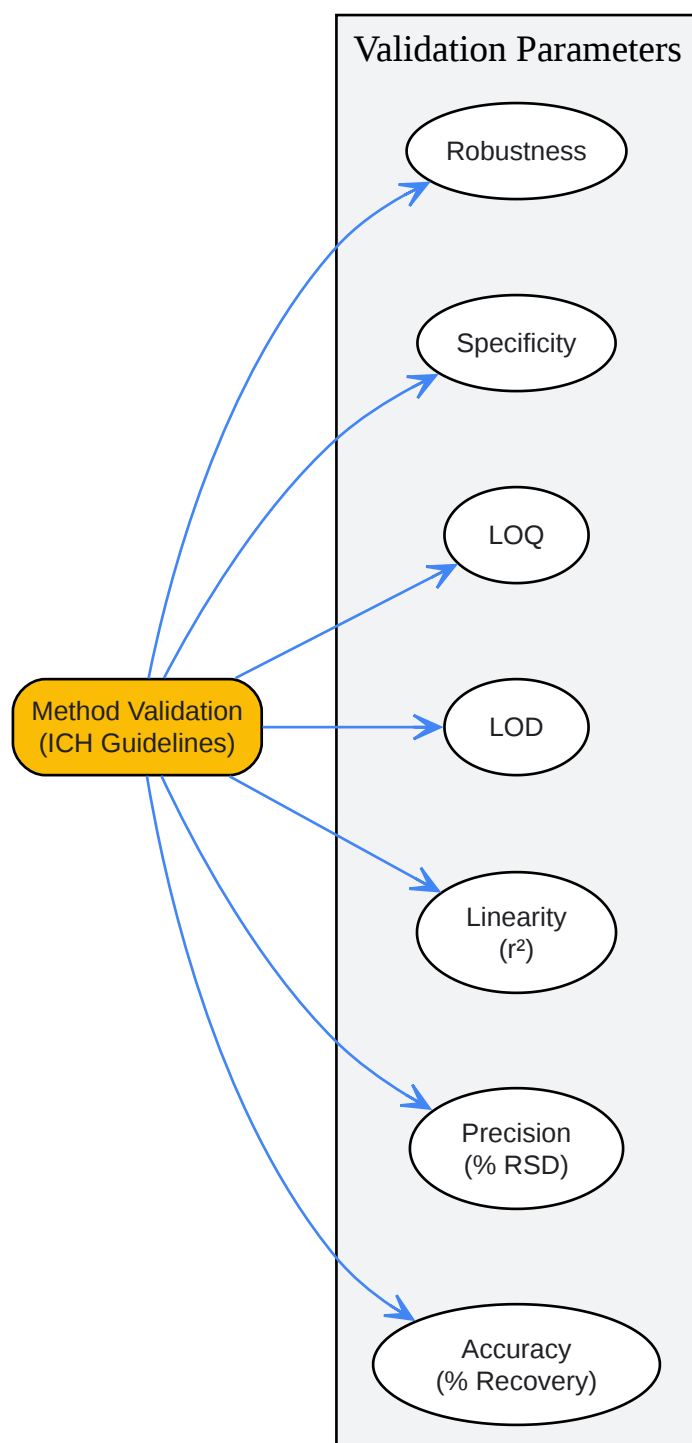 Validation Parameters
Robustness
Specificity
LOQ
Method Validation
(ICH Guidelines)
LOD
Linearity
(r²)
Precision
(% RSD)
Accuracy
(% Recovery)